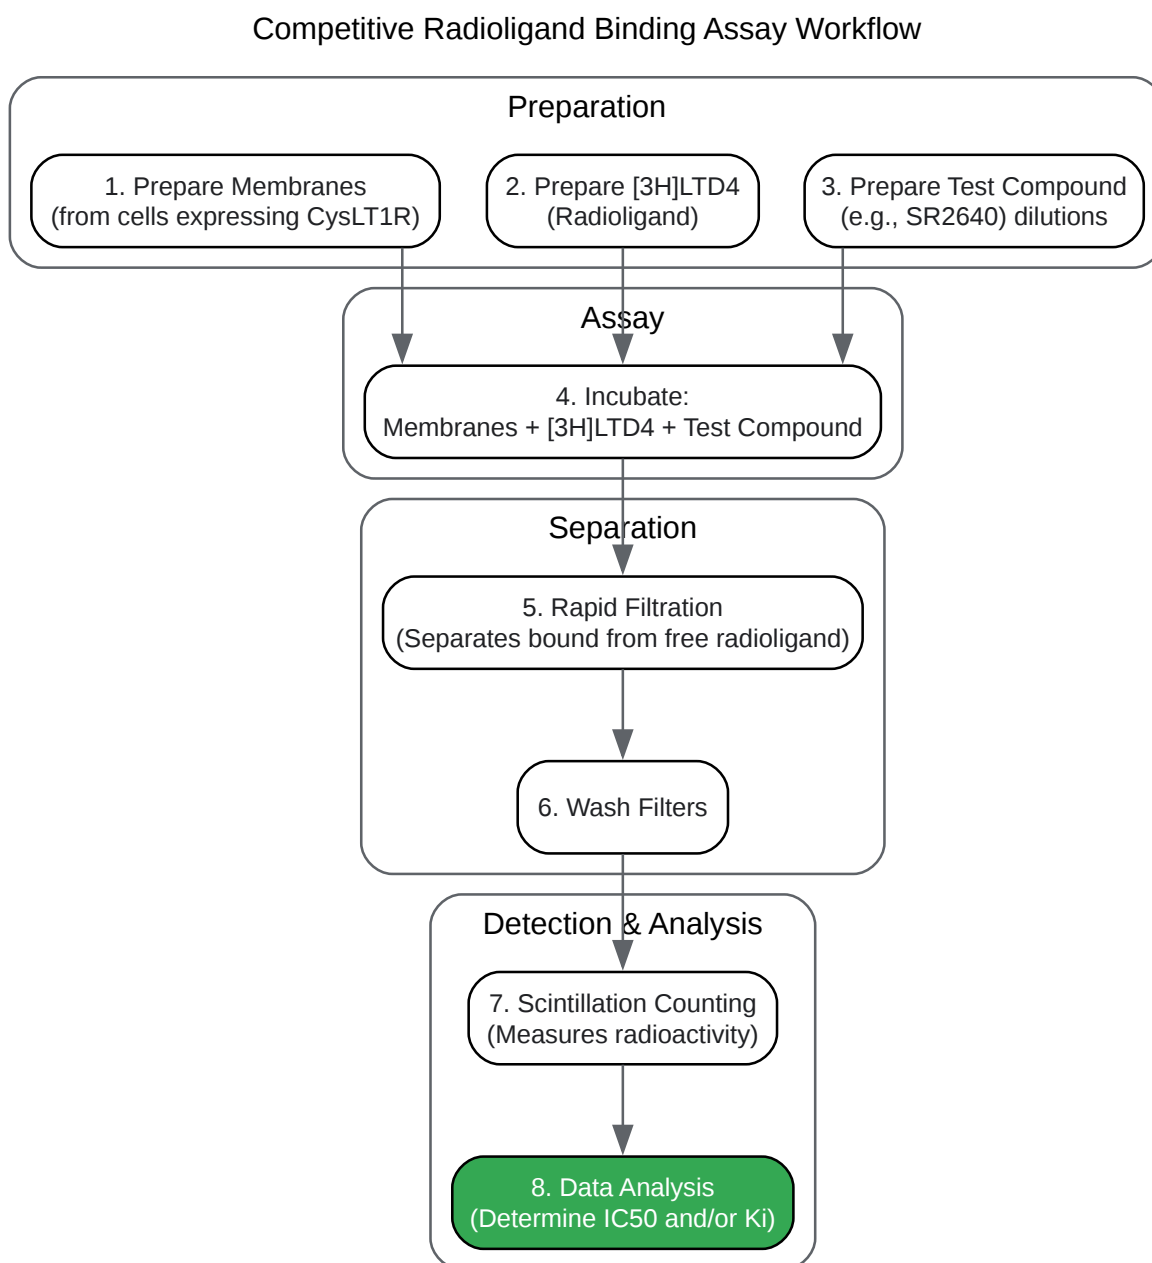 Competitive Radioligand Binding Assay Workflow
Preparation
1. Prepare Membranes
(from cells expressing CysLT1R)
2. Prepare [3H]LTD4
(Radioligand)
3. Prepare Test Compound
(e.g., SR2640) dilutions
Assay
4. Incubate:
Membranes + [3H]LTD4 + Test Compound
Separation
5. Rapid Filtration
(Separates bound from free radioligand)
6. Wash Filters
Detection & Analysis
7. Scintillation Counting
(Measures radioactivity)
8. Data Analysis
(Determine IC50 and/or Ki)